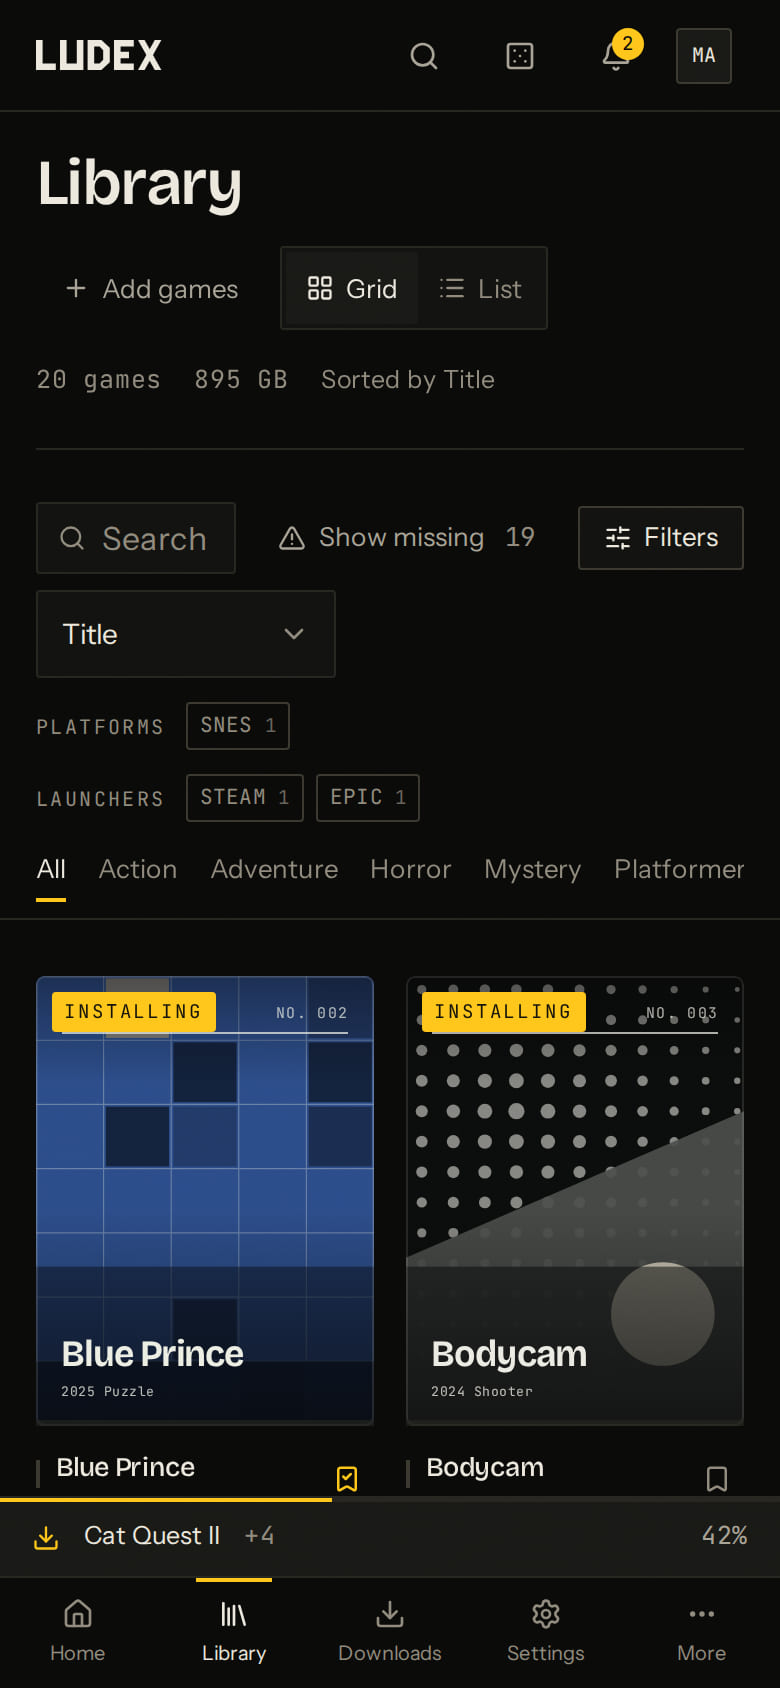 LUDEX
2
MA
Library
Add games
Grid
List
20 games 895 GB Sorted by Title
Search
Show missing 19
Filters
Title
PLATFORMS SNES 1
LAUNCHERS STEAM 1 EPIC 1
All Action Adventure Horror Mystery Platformer
INSTALLING NO. 002
Blue Prince
2025 Puzzle
INSTALLING NO. 003
Bodycam
2024 Shooter
Blue Prince
Bodycam
Cat Quest II +4 42%
Home Library Downloads Settings More